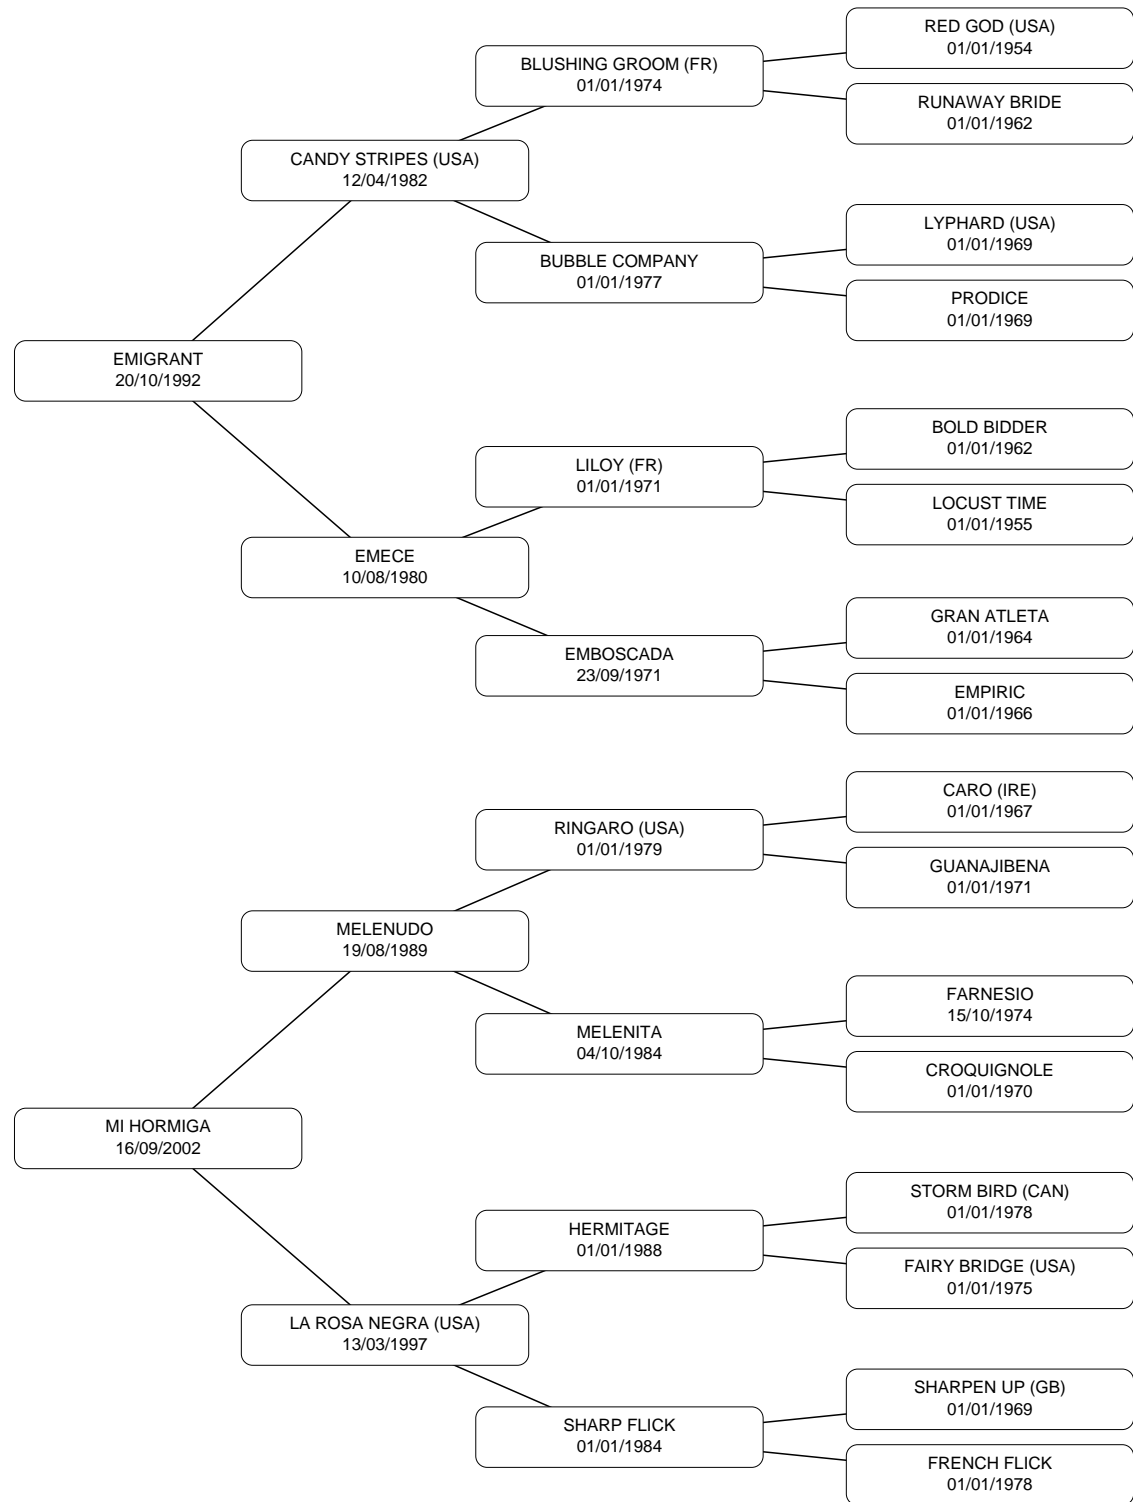 RED GOD (USA)
01/01/1954
BLUSHING GROOM (FR)
01/01/1974
RUNAWAY BRIDE
01/01/1962
CANDY STRIPES (USA)
12/04/1982
LYPHARD (USA)
01/01/1969
BUBBLE COMPANY
01/01/1977
PRODICE
01/01/1969
EMIGRANT
20/10/1992
BOLD BIDDER
01/01/1962
LILOY (FR)
01/01/1971
LOCUST TIME
01/01/1955
EMECE
10/08/1980
GRAN ATLETA
01/01/1964
EMBOSCADA
23/09/1971
EMPIRIC
01/01/1966
CARO (IRE)
01/01/1967
RINGARO (USA)
01/01/1979
GUANAJIBENA
01/01/1971
MELENUDO
19/08/1989
FARNESIO
15/10/1974
MELENITA
04/10/1984
CROQUIGNOLE
01/01/1970
MI HORMIGA
16/09/2002
STORM BIRD (CAN)
01/01/1978
HERMITAGE
01/01/1988
FAIRY BRIDGE (USA)
01/01/1975
LA ROSA NEGRA (USA)
13/03/1997
SHARPEN UP (GB)
01/01/1969
SHARP FLICK
01/01/1984
FRENCH FLICK
01/01/1978